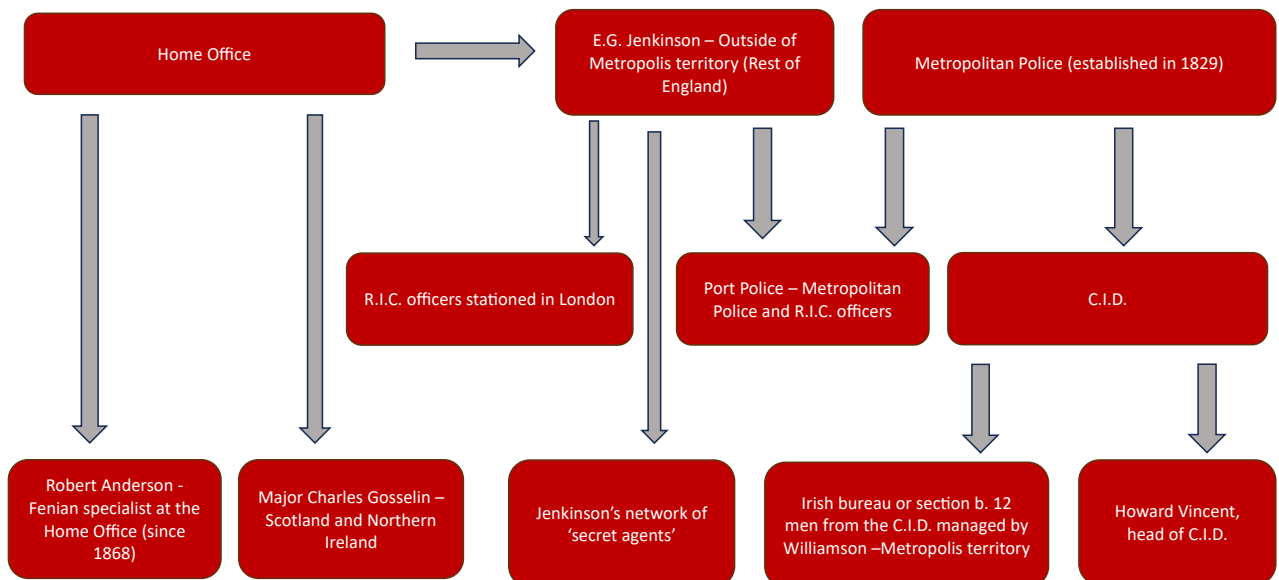 Home Office
E.G. Jenkinson – Outside of
Metropolis territory (Rest of
England)
Metropolitan Police (established in 1829)
R.I.C. officers stationed in London
Port Police – Metropolitan
Police and R.I.C. officers
C.I.D.
Robert Anderson -
Fenian specialist at the
Home Office (since
1868)
Major Charles Gosselin –
Scotland and Northern
Ireland
Jenkinson’s network of
‘secret agents’
Irish bureau or section b. 12
men from the C.I.D. managed by
Williamson –Metropolis territory
Howard Vincent,
head of C.I.D.